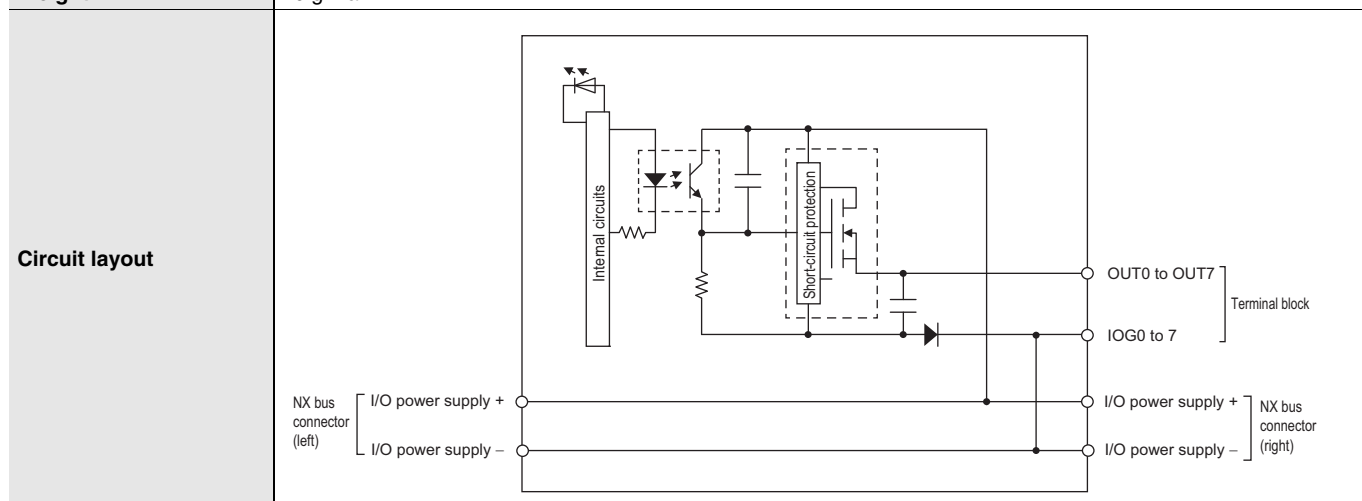 Circuit layout
Internal circuits
Short-circuit protection
OUT0 to OUT7
Terminal block
IOG0 to 7
NX bus
connector
(left)
I/O power supply +
I/O power supply –
I/O power supply +
I/O power supply –
NX bus
connector
(right)